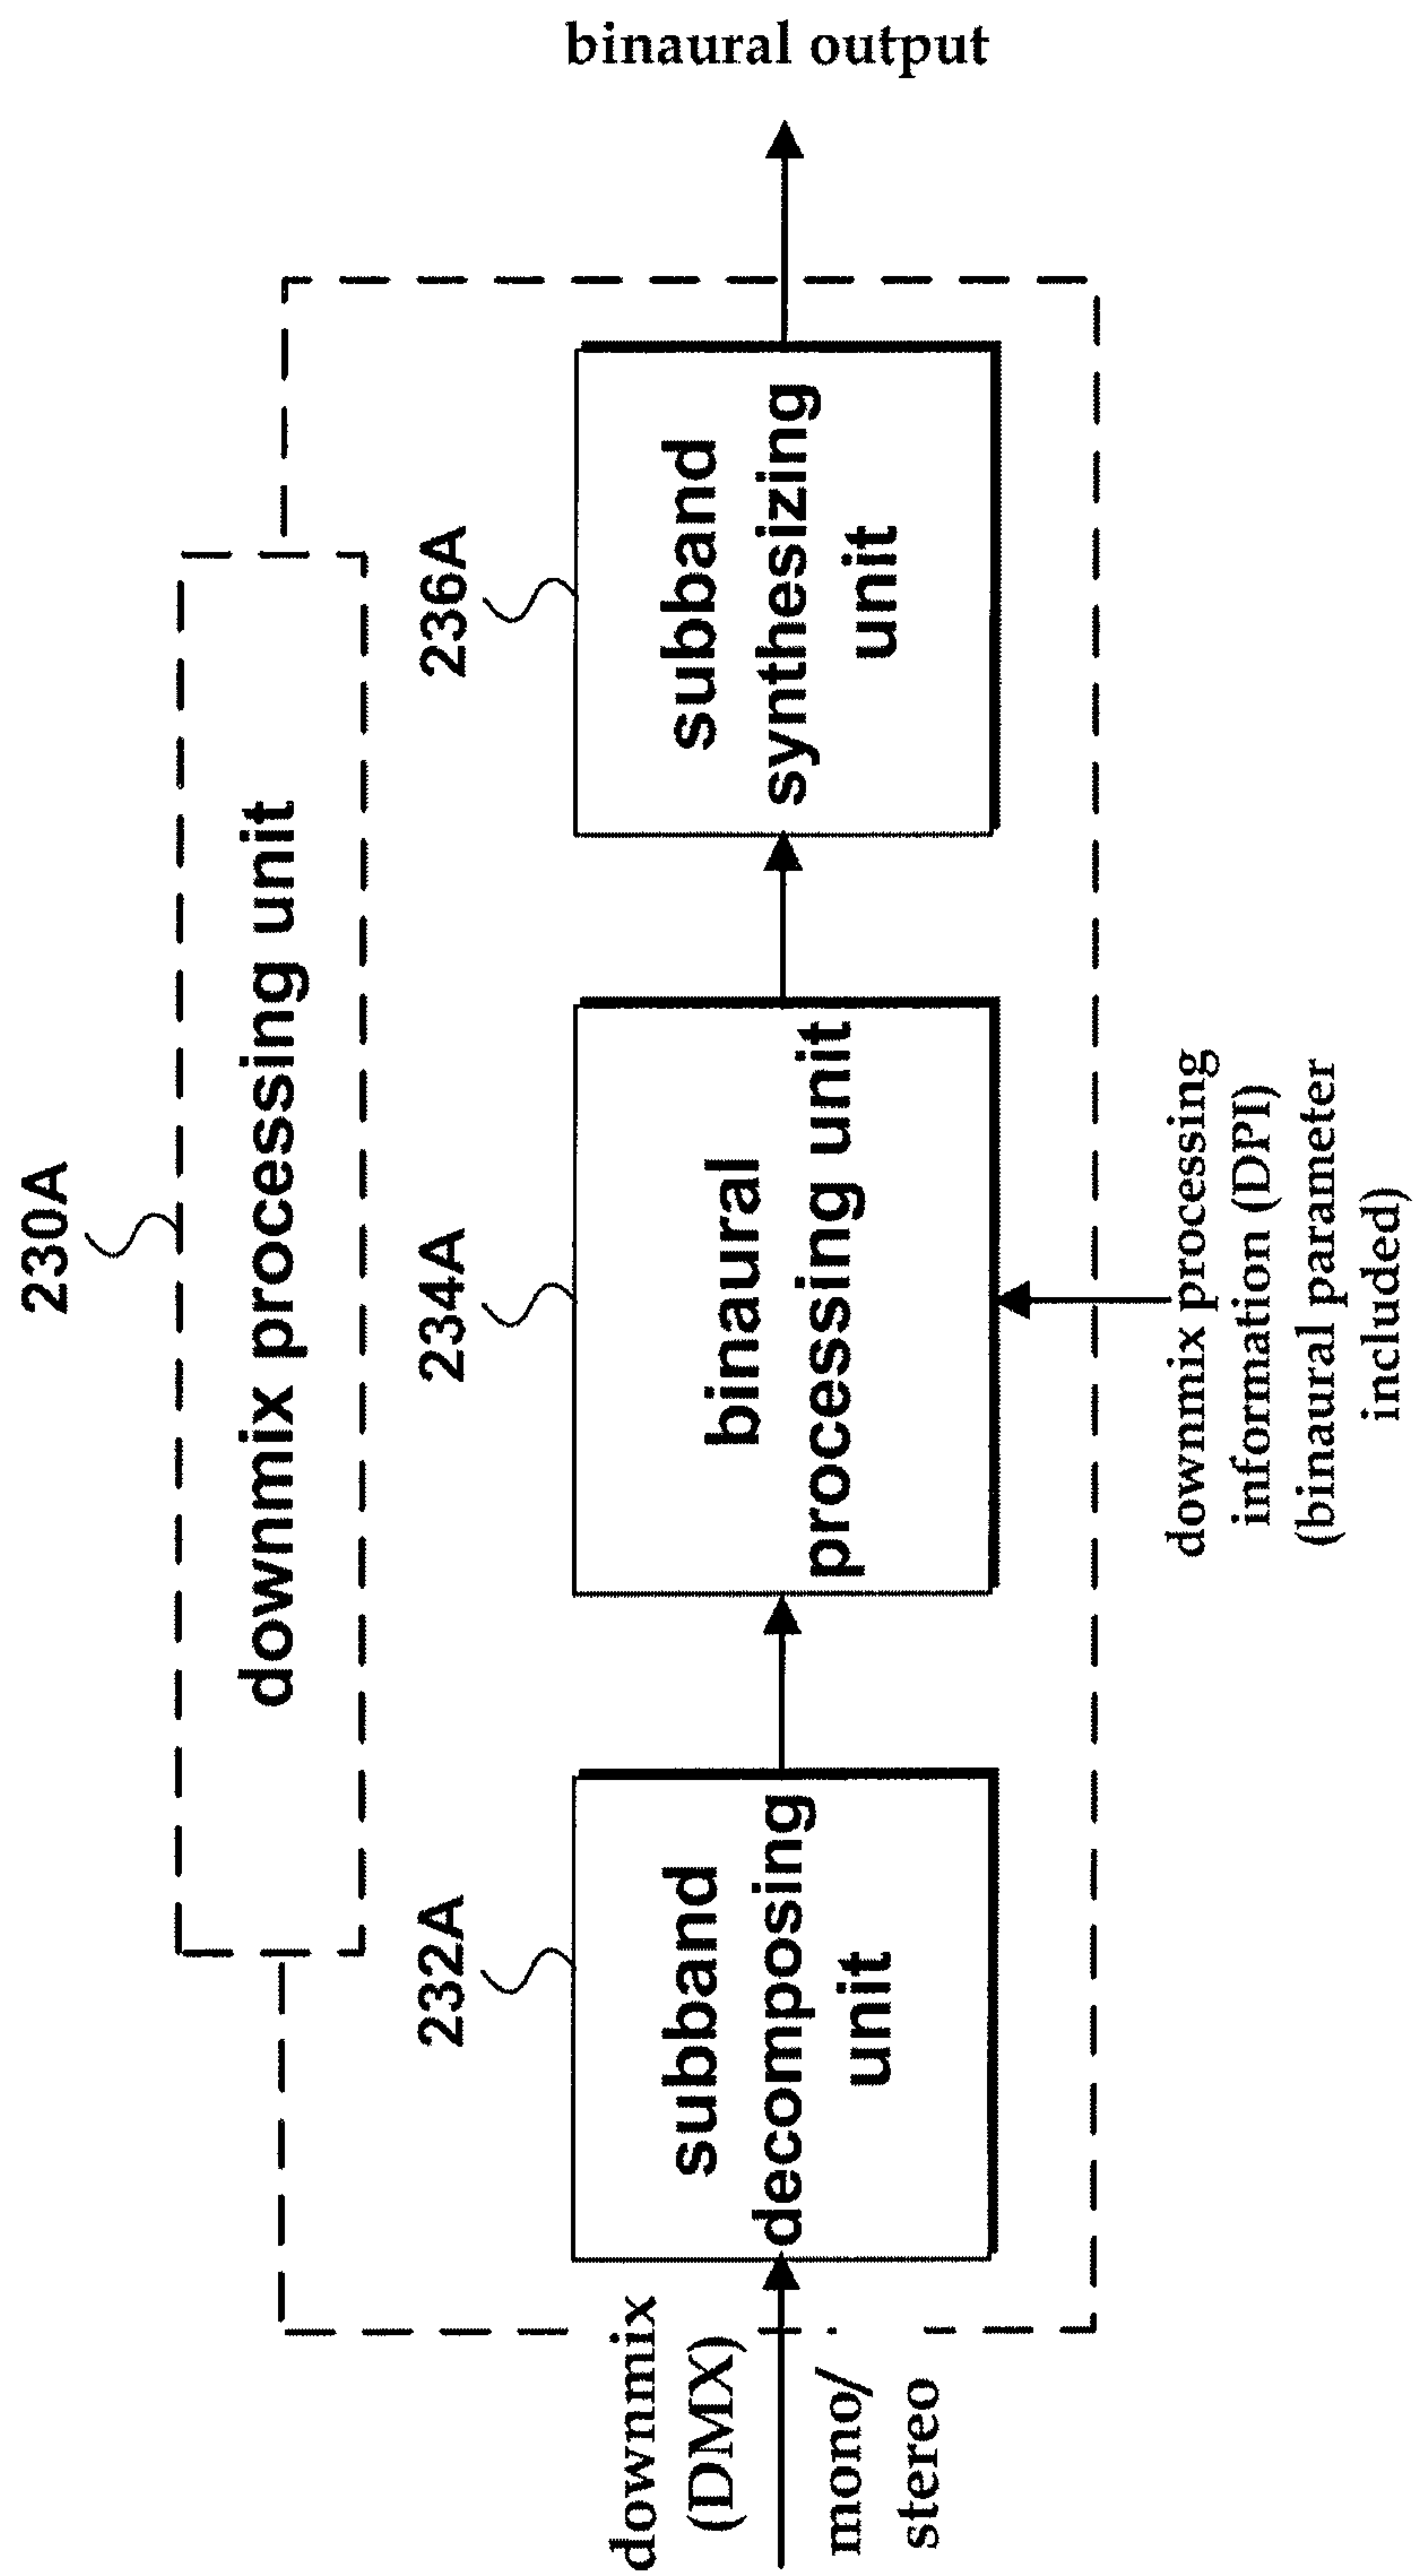 230A
downmix processing unit
232A
234A
236A
downmix
(DMX)
mono/
stereo
subband
decomposing
unit
binaural
processing unit
subband
synthesizing
unit
binaural output
downmix processing
information (DPI)
(binaural parameter
included)